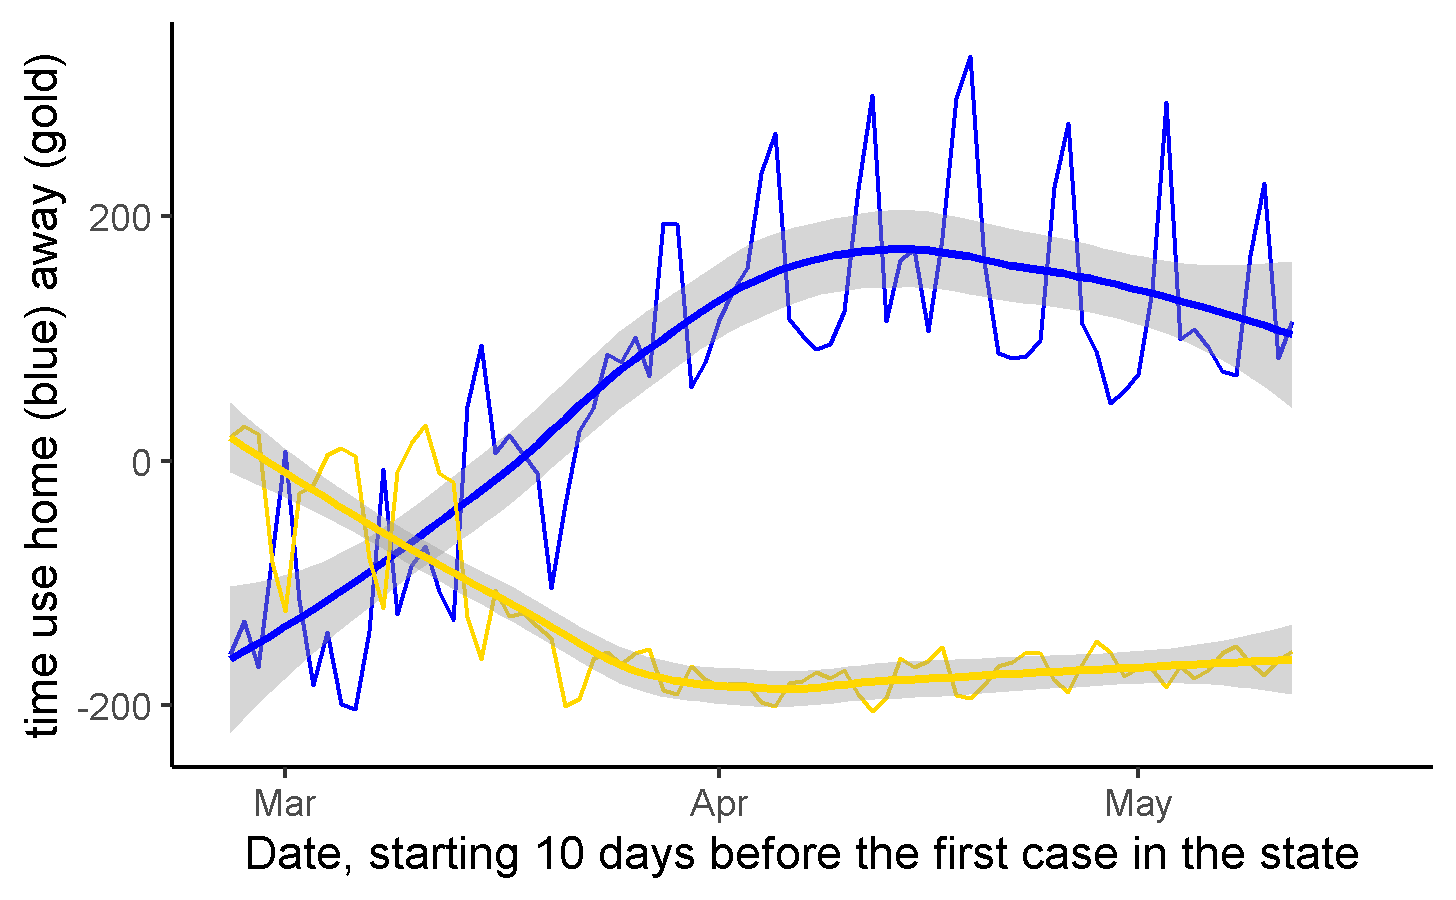 time use home (blue) away (gold)
200
0
-200
Mar Apr May
Date, starting 10 days before the first case in the state